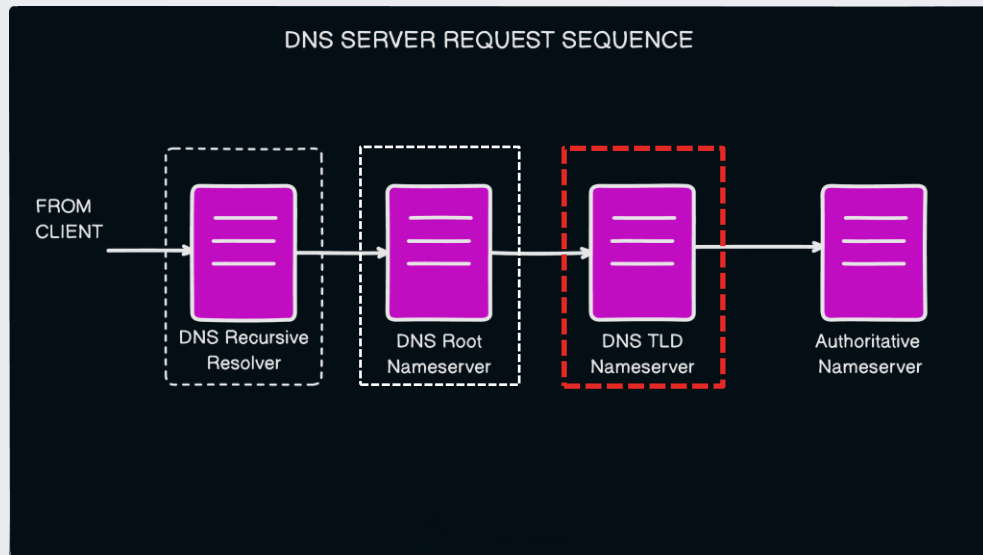 DNS SERVER REQUEST SEQUENCE
FROM
CLIENT
DNS Recursive
Resolver
DNS Root
Nameserver
DNS TLD
Nameserver
Authoritative
Nameserver